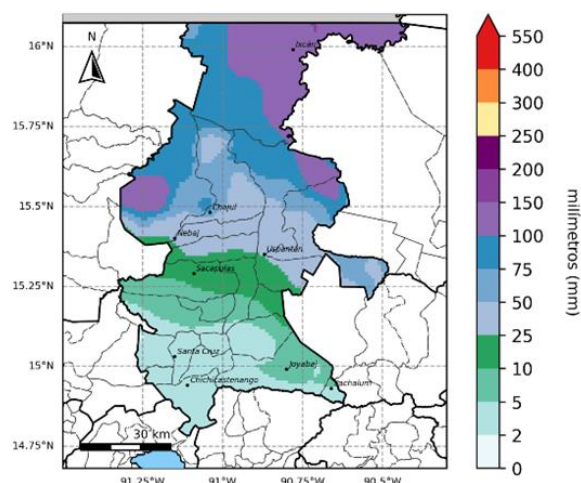 N
16°N
15.75°N
15.5°N
15.25°N
15°N
14.75°N
91.25°W
91°W
90.75°W
90.5°W
Ixcán
Chajul
Nebaj
Uspantán
Sacapulas
Santa Cruz
Joyabaj
Chichicastenango
Pachalum
30 km
550
400
300
250
200
150
100
75
50
25
10
5
2
0
milímetros (mm)